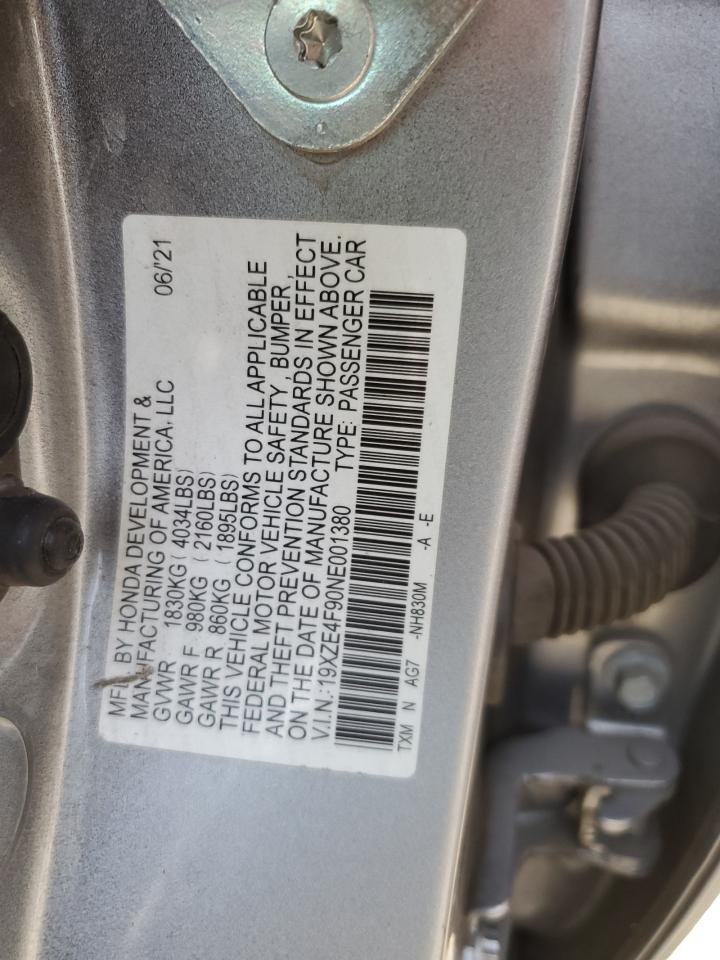 MFD. BY HONDA DEVELOPMENT & 06/'21
MANUFACTURING OF AMERICA, LLC
GVWR 1830KG ( 4034LBS)
GAWR F 980KG ( 2160LBS)
GAWR R 860KG ( 1895LBS)
THIS VEHICLE CONFORMS TO ALL APPLICABLE
FEDERAL MOTOR VEHICLE SAFETY, BUMPER,
AND THEFT PREVENTION STANDARDS IN EFFECT
ON THE DATE OF MANUFACTURE SHOWN ABOVE.
V.I.N.:19XZE4F90NE001380 TYPE: PASSENGER CAR
TXM N AG7 -NH830M -A -E